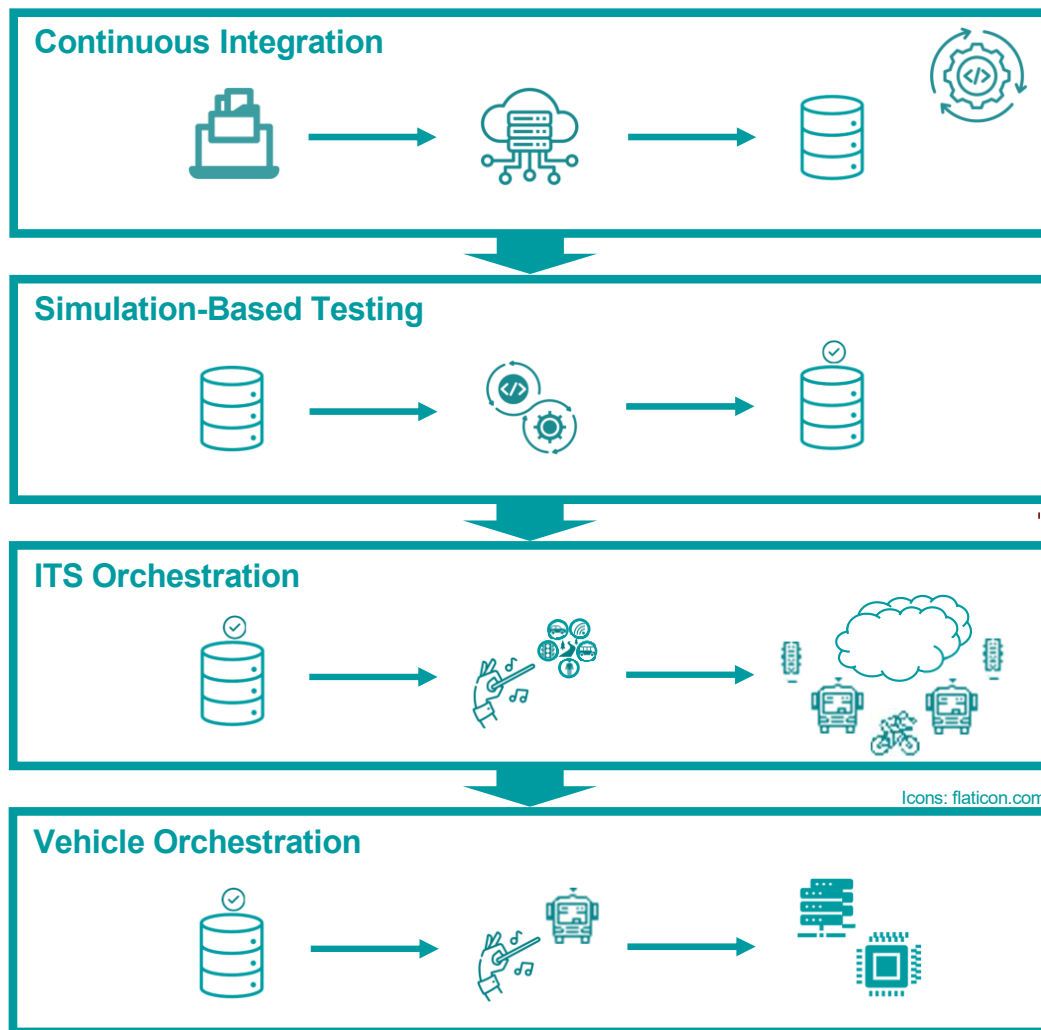 Continuous Integration
Simulation-Based Testing
ITS Orchestration
Icons: flaticon.com
Vehicle Orchestration